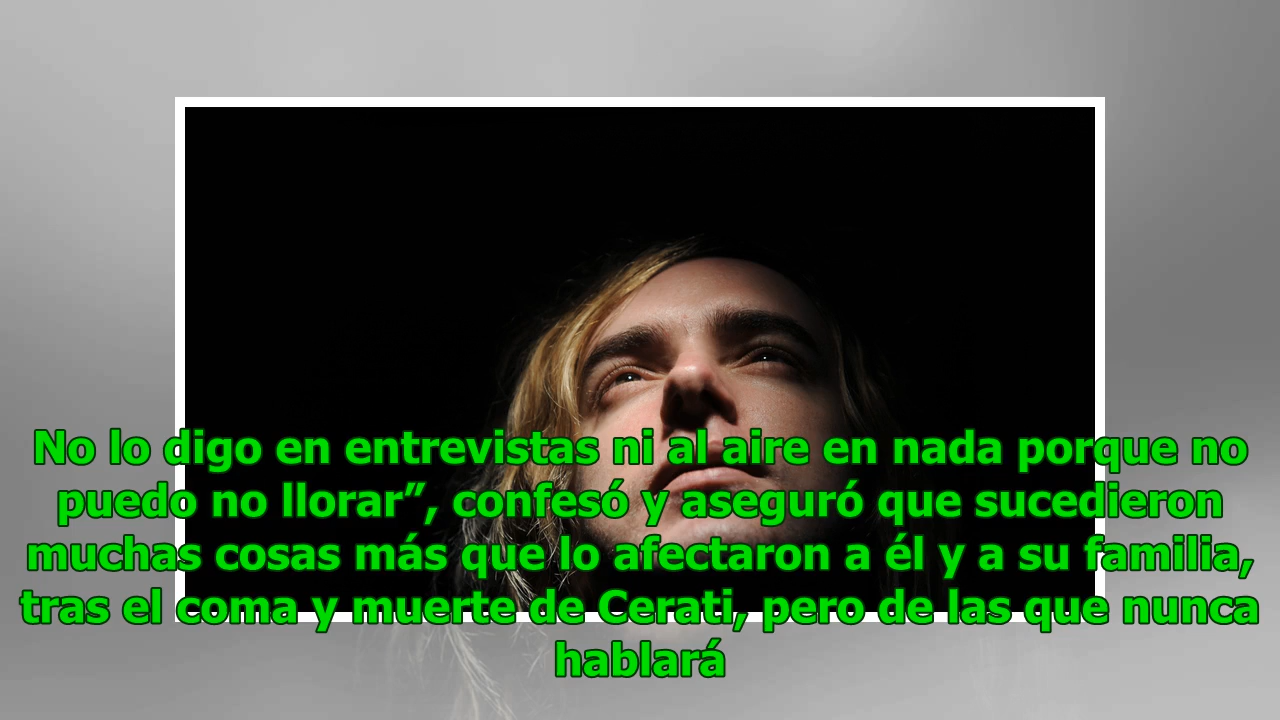 No lo digo en entrevistas ni al aire en nada porque no
puedo no llorar”, confesó y aseguró que sucedieron
muchas cosas más que lo afectaron a él y a su familia,
tras el coma y muerte de Cerati, pero de las que nunca
hablará